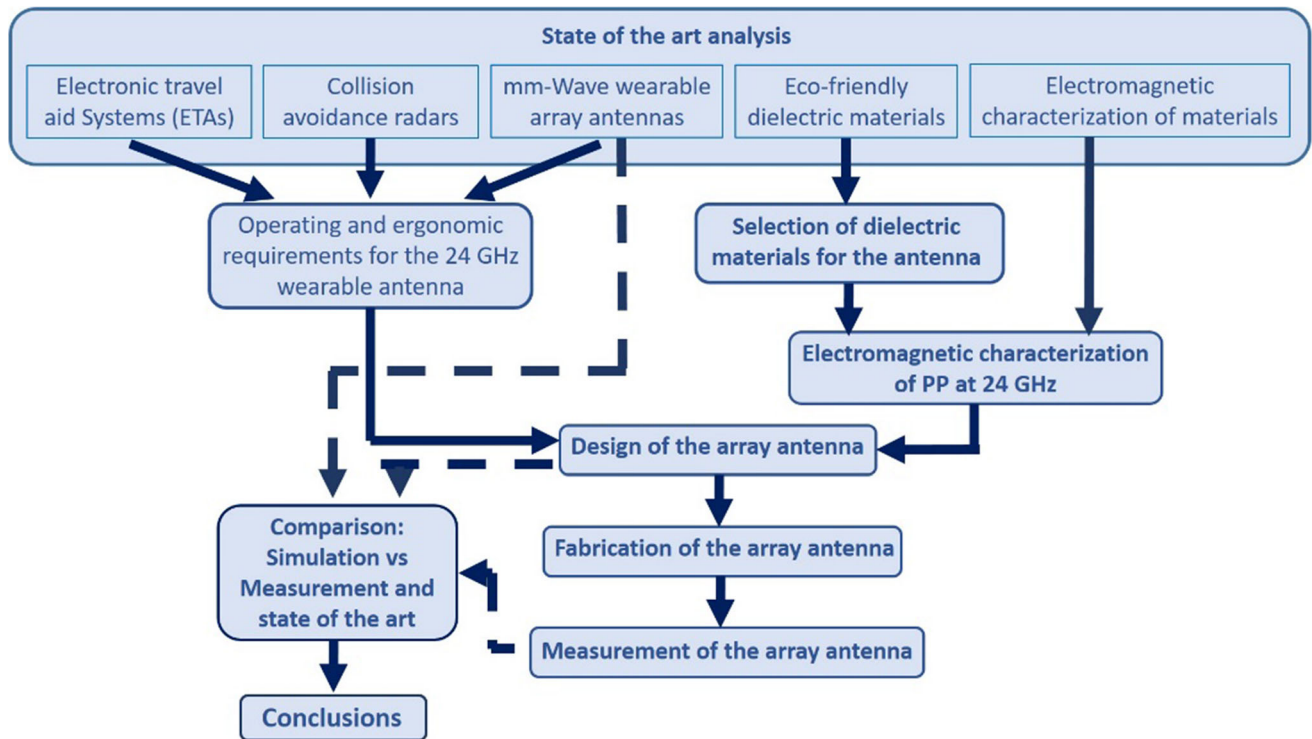 State of the art analysis
Electronic travel
aid Systems (ETAs)
Collision
avoidance radars
mm-Wave wearable
array antennas
Eco-friendly
dielectric materials
Electromagnetic
characterization of materials
Operating and ergonomic
requirements for the 24 GHz
wearable antenna
Selection of dielectric
materials for the antenna
Electromagnetic characterization
of PP at 24 GHz
Design of the array antenna
Comparison:
Simulation vs
Measurement and
state of the art
Fabrication of the array antenna
Measurement of the array antenna
Conclusions